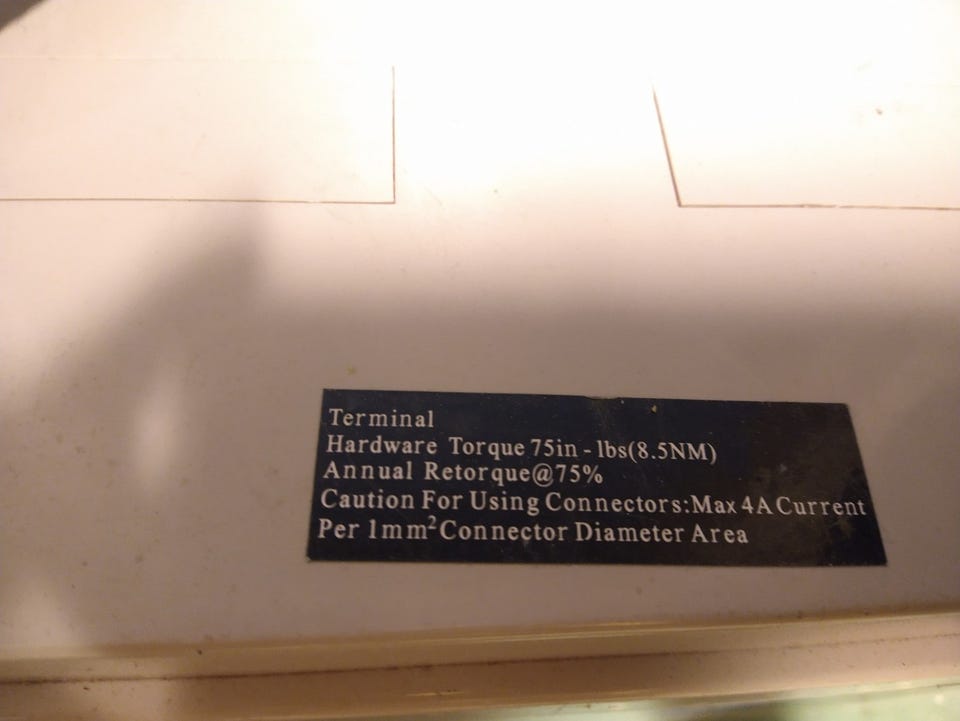 Terminal
Hardware Torque 75in - lbs(8.5NM)
Annual Retorque@75%
Caution For Using Connectors:Max 4A Current
Per 1mm² Connector Diameter Area